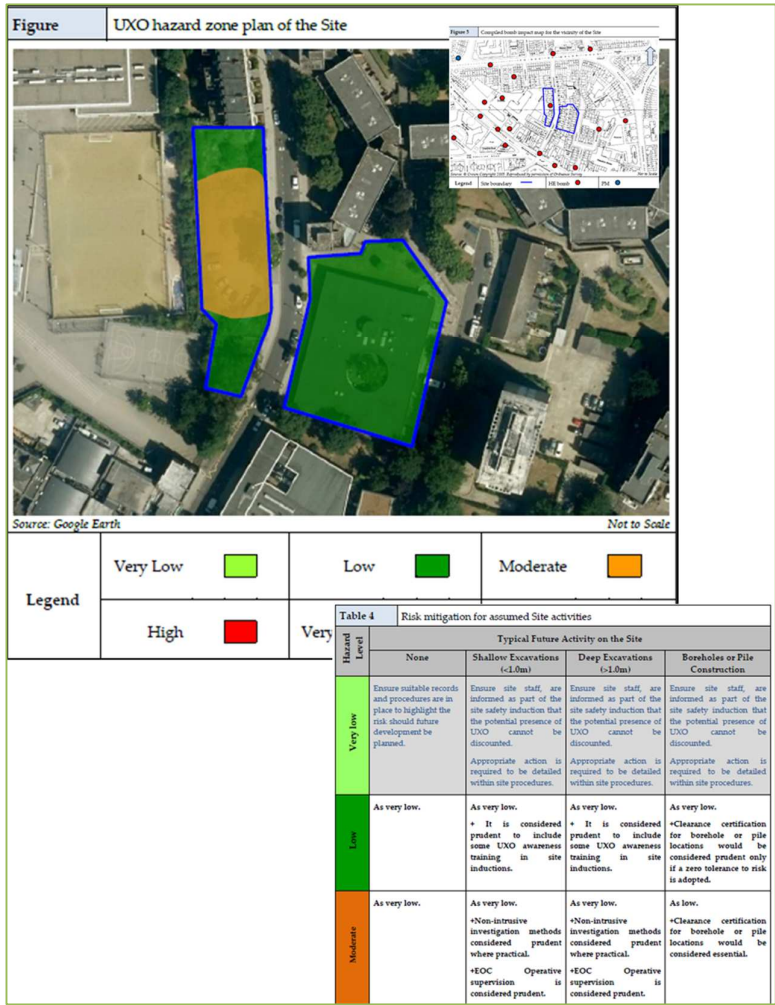 Figure UXO hazard zone plan of the Site
Figure 3 Compiled bomb impact map for the vicinity of the Site
Not to Scale
Legend Site boundary HE bomb PM
Source: Google Earth Not to Scale
Legend
Very Low Low Moderate
High Very
Table 4 Risk mitigation for assumed Site activities
Hazard
Level
Typical Future Activity on the Site
None
Shallow Excavations
(<1.0m)
Deep Excavations
(>1.0m)
Boreholes or Pile
Construction
Very low
Ensure suitable records
and procedures are in
place to highlight the
risk should future
development be
planned.
Ensure site staff, are
informed as part of the
site safety induction that
the potential presence of
UXO cannot be
discounted.
Appropriate action is
required to be detailed
within site procedures.
Ensure site staff, are
informed as part of the
site safety induction that
the potential presence of
UXO cannot be
discounted.
Appropriate action is
required to be detailed
within site procedures.
Ensure site staff, are
informed as part of the
site safety induction that
the potential presence of
UXO cannot be
discounted.
Appropriate action is
required to be detailed
within site procedures.
Low
As very low.
As very low.
+ It is considered
prudent to include
some UXO awareness
training in site
inductions.
As very low.
+ It is considered
prudent to include
some UXO awareness
training in site
inductions.
As very low.
+Clearance certification
for borehole or pile
locations would be
considered prudent only
if a zero tolerance to risk
is adopted.
Moderate
As very low.
As very low.
+Non-intrusive
investigation methods
considered prudent
where practical.
+EOC Operative
supervision is
considered prudent.
As very low.
+Non-intrusive
investigation methods
considered prudent
where practical.
+EOC Operative
supervision is
considered prudent.
As low.
+Clearance certification
for borehole or pile
locations would be
considered essential.